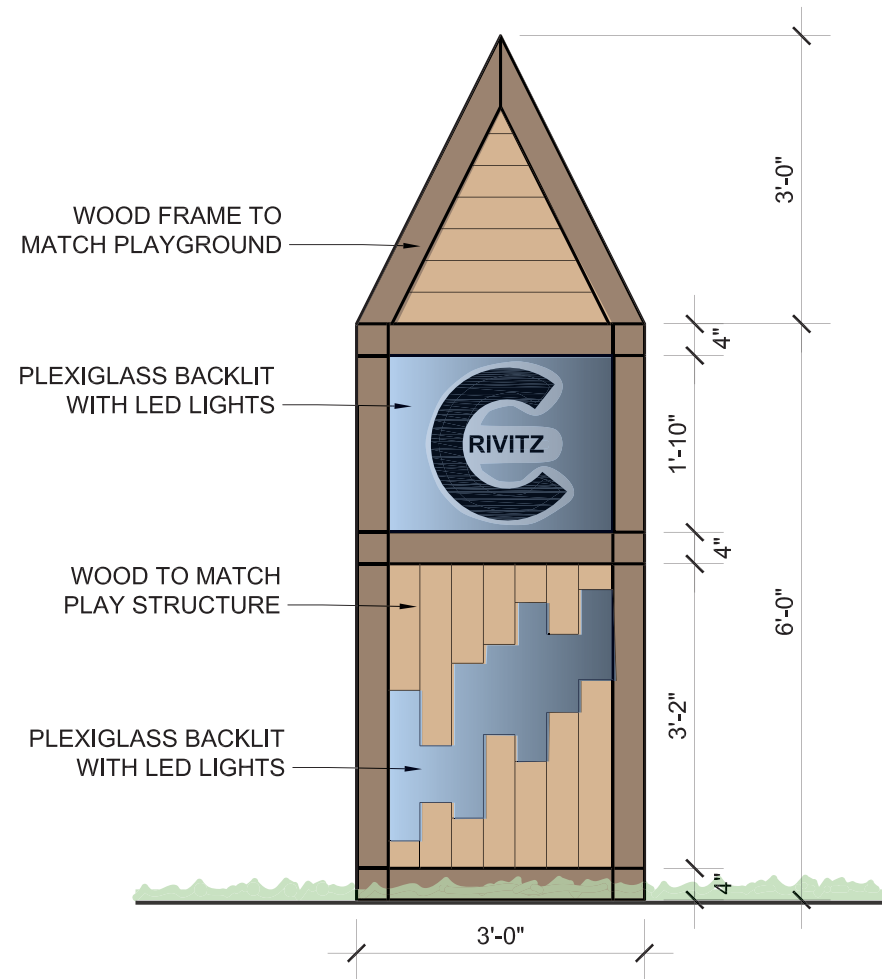 3'-0"
WOOD FRAME TO
MATCH PLAYGROUND
4"
PLEXIGLASS BACKLIT
WITH LED LIGHTS
C
RIVITZ
1'-10"
4"
WOOD TO MATCH
PLAY STRUCTURE
6'-0"
3'-2"
PLEXIGLASS BACKLIT
WITH LED LIGHTS
4"
3'-0"